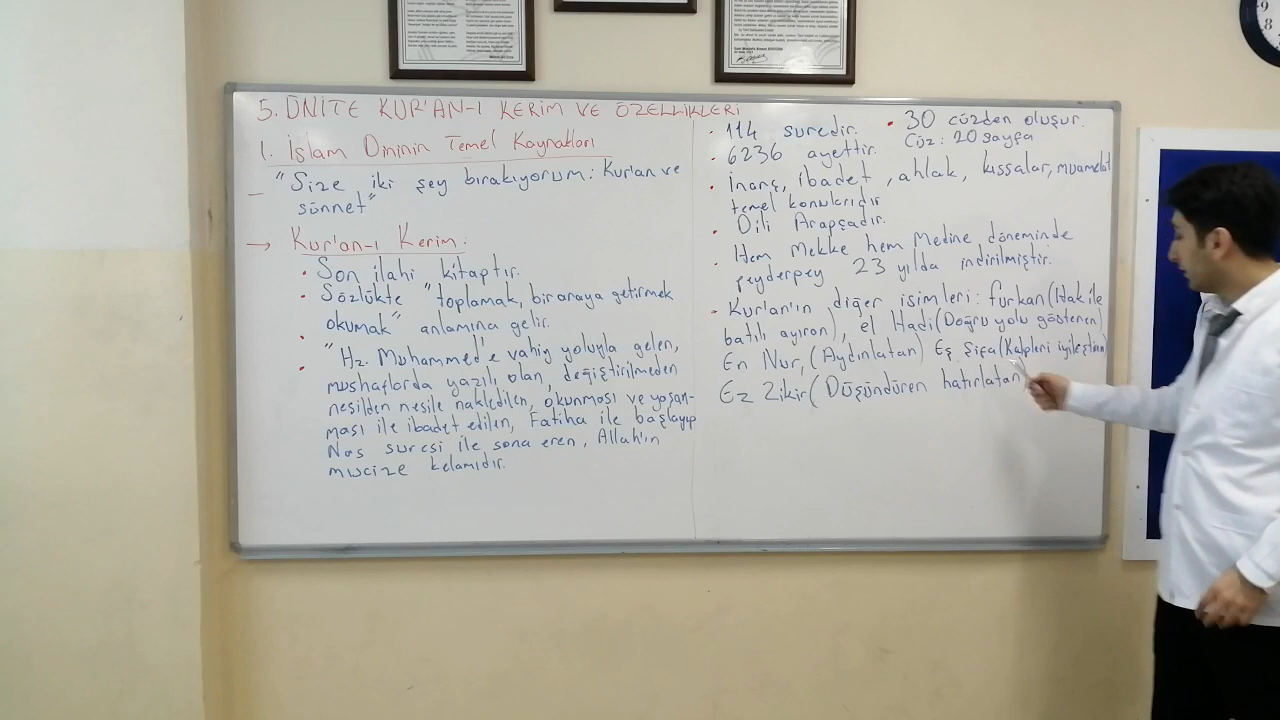 5. ÜNİTE KUR'AN-I KERİM VE ÖZELLİKLERİ
1. İslam Dininin Temel Kaynakları
– "Size iki şey bırakıyorum: Kur'an ve
sünnet"
→ Kur'an-ı Kerim:
• Son ilahi kitaptır.
• Sözlükte "toplamak, bir araya getirmek
okumak" anlamına gelir.
• "Hz. Muhammed'e vahiy yoluyla gelen,
mushaflarda yazılı olan, değiştirilmeden
nesilden nesile nakledilen, okunması ve yaşan-
ması ile ibadet edilen, Fatiha ile başlayıp
Nas suresi ile sona eren, Allah'ın
mucize kelamıdır.
• 114 suredir.
• 30 cüzden oluşur.
Cüz: 20 sayfa
• 6236 ayettir.
• İnanç, ibadet, ahlak, kıssalar, muamelat
temel konularıdır
• Dili Arapçadır.
• Hem Mekke hem Medine döneminde
peyderpey 23 yılda indirilmiştir.
• Kur'an'ın diğer isimleri: Furkan (Hak ile
batılı ayıran), el Hadi (Doğru yolu gösteren)
En Nur, (Aydınlatan) Eş Şifa (Kalpleri iyileştiren)
Ez Zikir (Düşündüren hatırlatan)
9
8